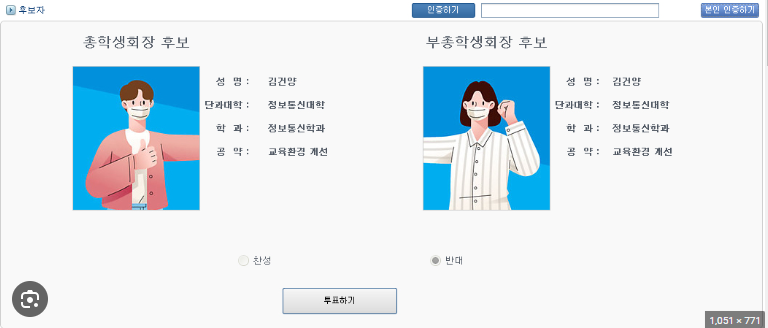 후보자
인증하기
본인 인증하기
총학생회장 후보
부총학생회장 후보
성 명 : 김건양
단과대학 : 정보통신대학
학 과 : 정보통신학과
공 약 : 교육환경 개선
성 명 : 김건양
단과대학 : 정보통신대학
학 과 : 정보통신학과
공 약 : 교육환경 개선
찬성
반대
투표하기
1,051 × 771